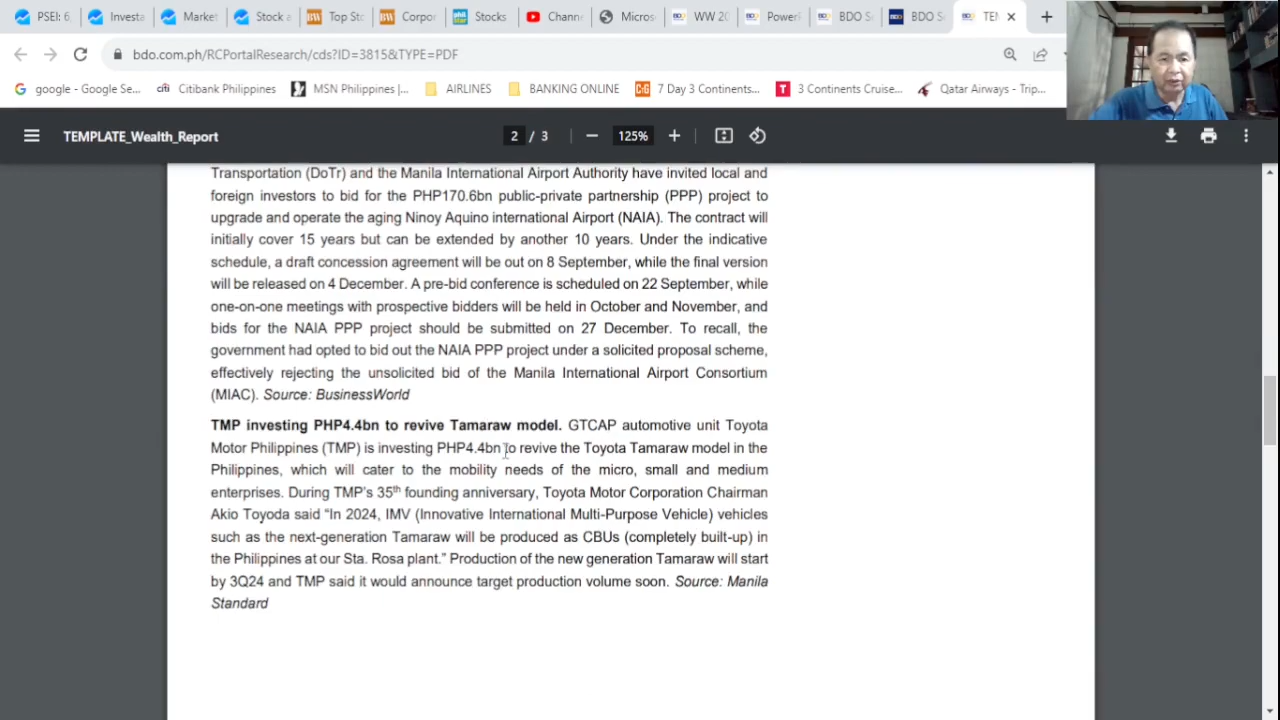 PSEI: 6, Investa Market Stock a Top Sto Corpor Stocks Chann Micros WW 20 Power BDO S BDO S TEM
bdo.com.ph/RCPortalResearch/cds?ID=3815&TYPE=PDF
google - Google Se... Citibank Philippines MSN Philippines |... AIRLINES BANKING ONLINE 7 Day 3 Continents... 3 Continents Cruise... Qatar Airways - Trip...
TEMPLATE_Wealth_Report 2 / 3 125%
Transportation (DoTr) and the Manila International Airport Authority have invited local and
foreign investors to bid for the PHP170.6bn public-private partnership (PPP) project to
upgrade and operate the aging Ninoy Aquino international Airport (NAIA). The contract will
initially cover 15 years but can be extended by another 10 years. Under the indicative
schedule, a draft concession agreement will be out on 8 September, while the final version
will be released on 4 December. A pre-bid conference is scheduled on 22 September, while
one-on-one meetings with prospective bidders will be held in October and November, and
bids for the NAIA PPP project should be submitted on 27 December. To recall, the
government had opted to bid out the NAIA PPP project under a solicited proposal scheme,
effectively rejecting the unsolicited bid of the Manila International Airport Consortium
(MIAC). Source: BusinessWorld
TMP investing PHP4.4bn to revive Tamaraw model. GTCAP automotive unit Toyota
Motor Philippines (TMP) is investing PHP4.4bn to revive the Toyota Tamaraw model in the
Philippines, which will cater to the mobility needs of the micro, small and medium
enterprises. During TMP's 35th founding anniversary, Toyota Motor Corporation Chairman
Akio Toyoda said “In 2024, IMV (Innovative International Multi-Purpose Vehicle) vehicles
such as the next-generation Tamaraw will be produced as CBUs (completely built-up) in
the Philippines at our Sta. Rosa plant.” Production of the new generation Tamaraw will start
by 3Q24 and TMP said it would announce target production volume soon. Source: Manila
Standard